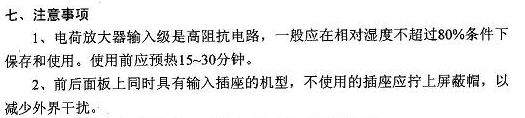 七、注意事项
1、电荷放大器输入级是高阻抗电路，一般应在相对湿度不超过80%条件下
保存和使用。使用前应预热15~30分钟。
2、前后面板上同时具有输入插座的机型，不使用的插座应拧上屏蔽帽，以
减少外界干扰。